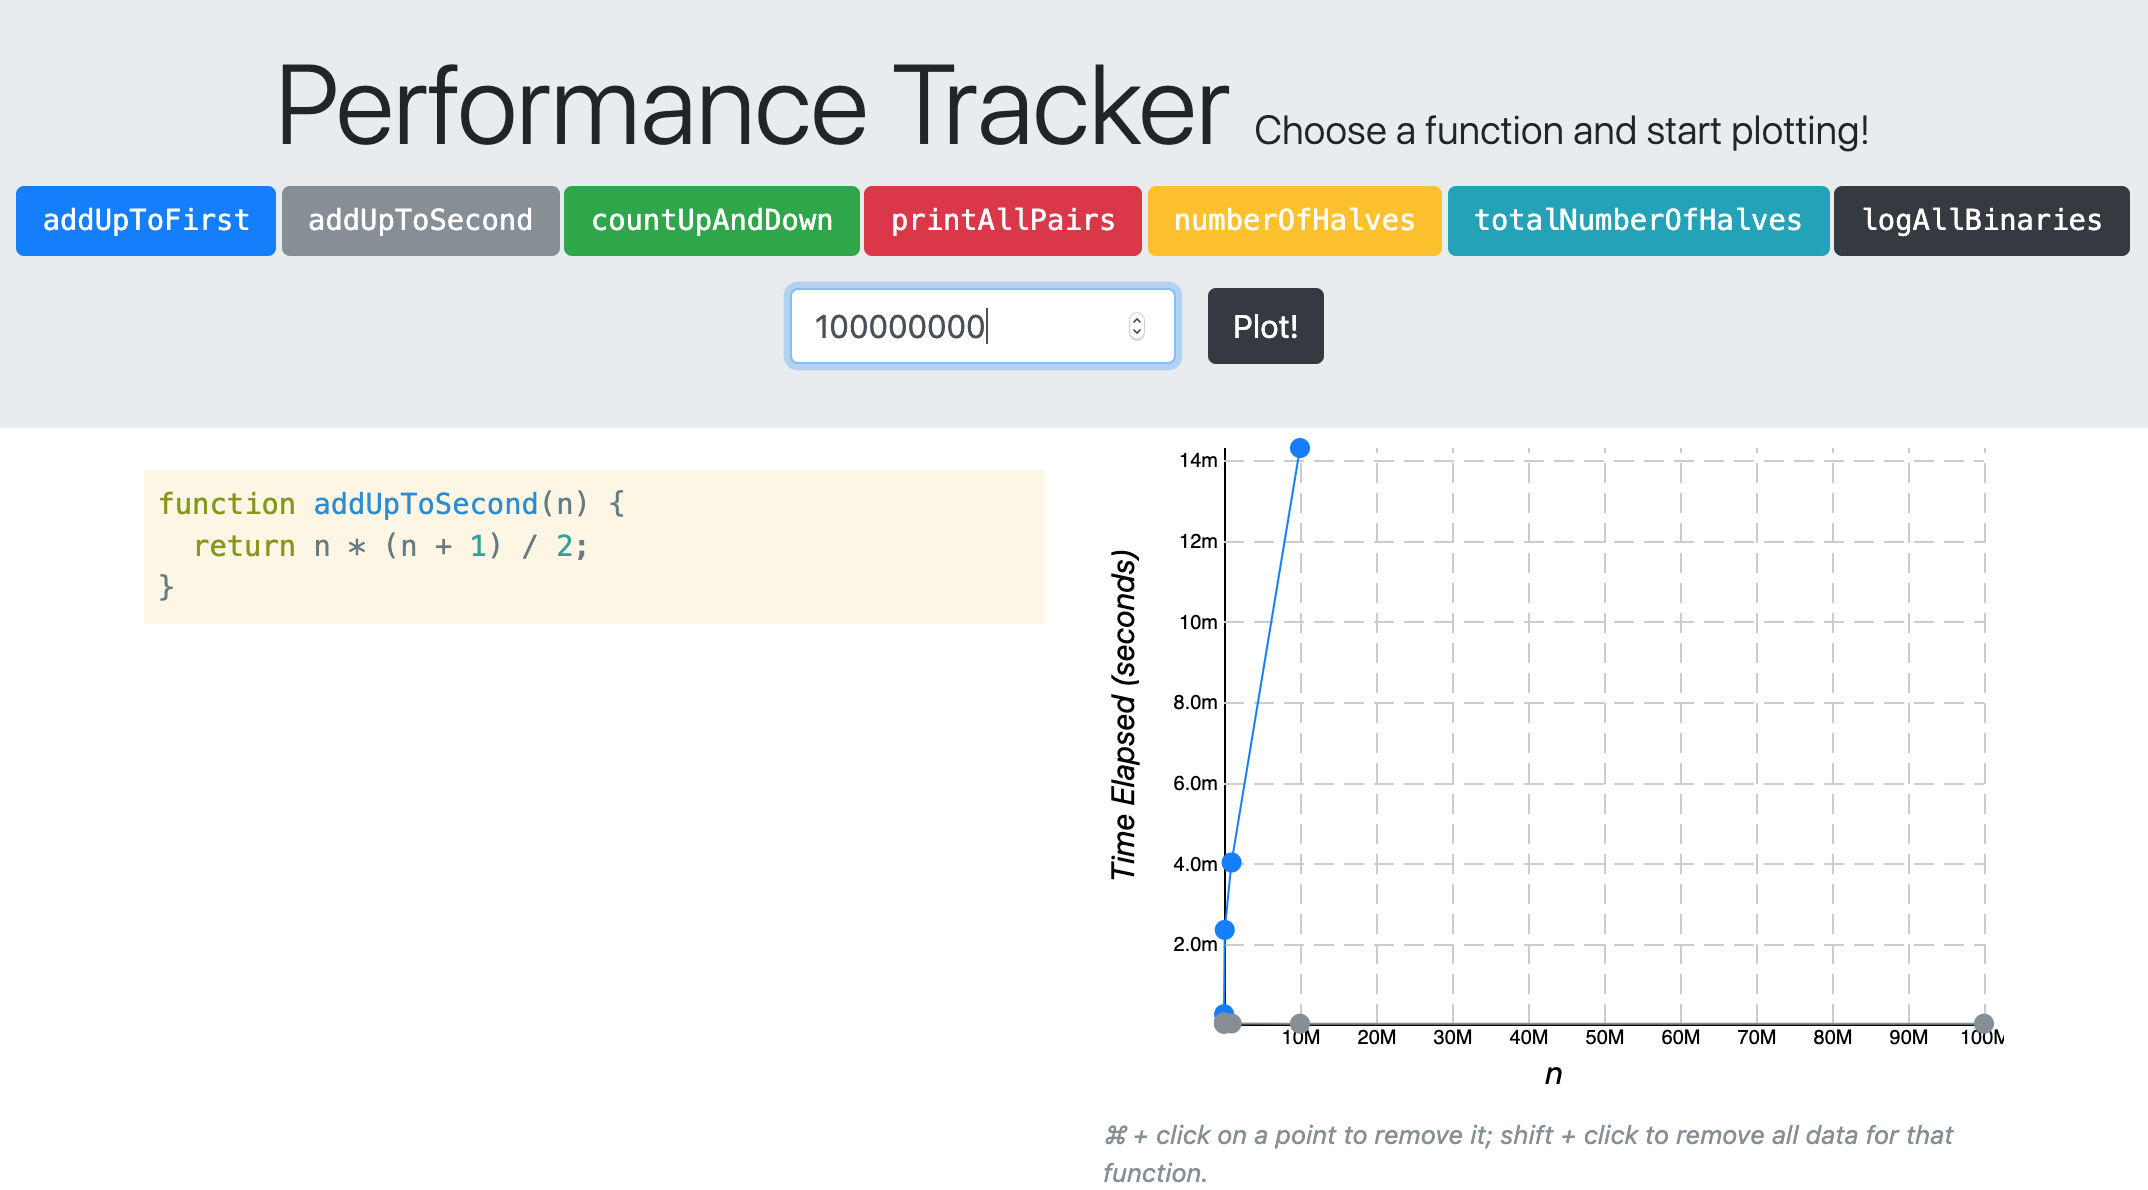 Performance Tracker Choose a function and start plotting!
addUpToFirst addUpToSecond countUpAndDown printAllPairs numberOfHalves totalNumberOfHalves logAllBinaries
100000000 Plot!
function addUpToSecond(n) {
  return n * (n + 1) / 2;
}
Time Elapsed (seconds)
14m
12m
10m
8.0m
6.0m
4.0m
2.0m
10M 20M 30M 40M 50M 60M 70M 80M 90M 100M
n
⌘ + click on a point to remove it; shift + click to remove all data for that
function.